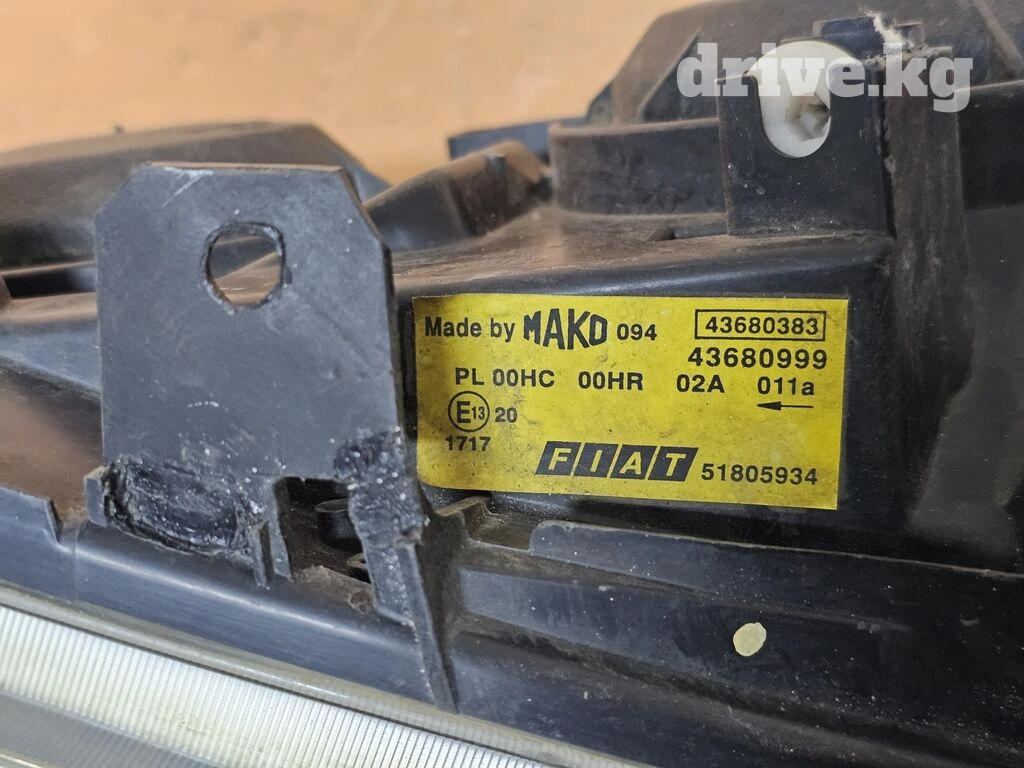 drive.kg
Made by MAKO 094 43680383
43680999
PL 00HC 00HR 02A 011a
E13 20
1717
FIAT 51805934